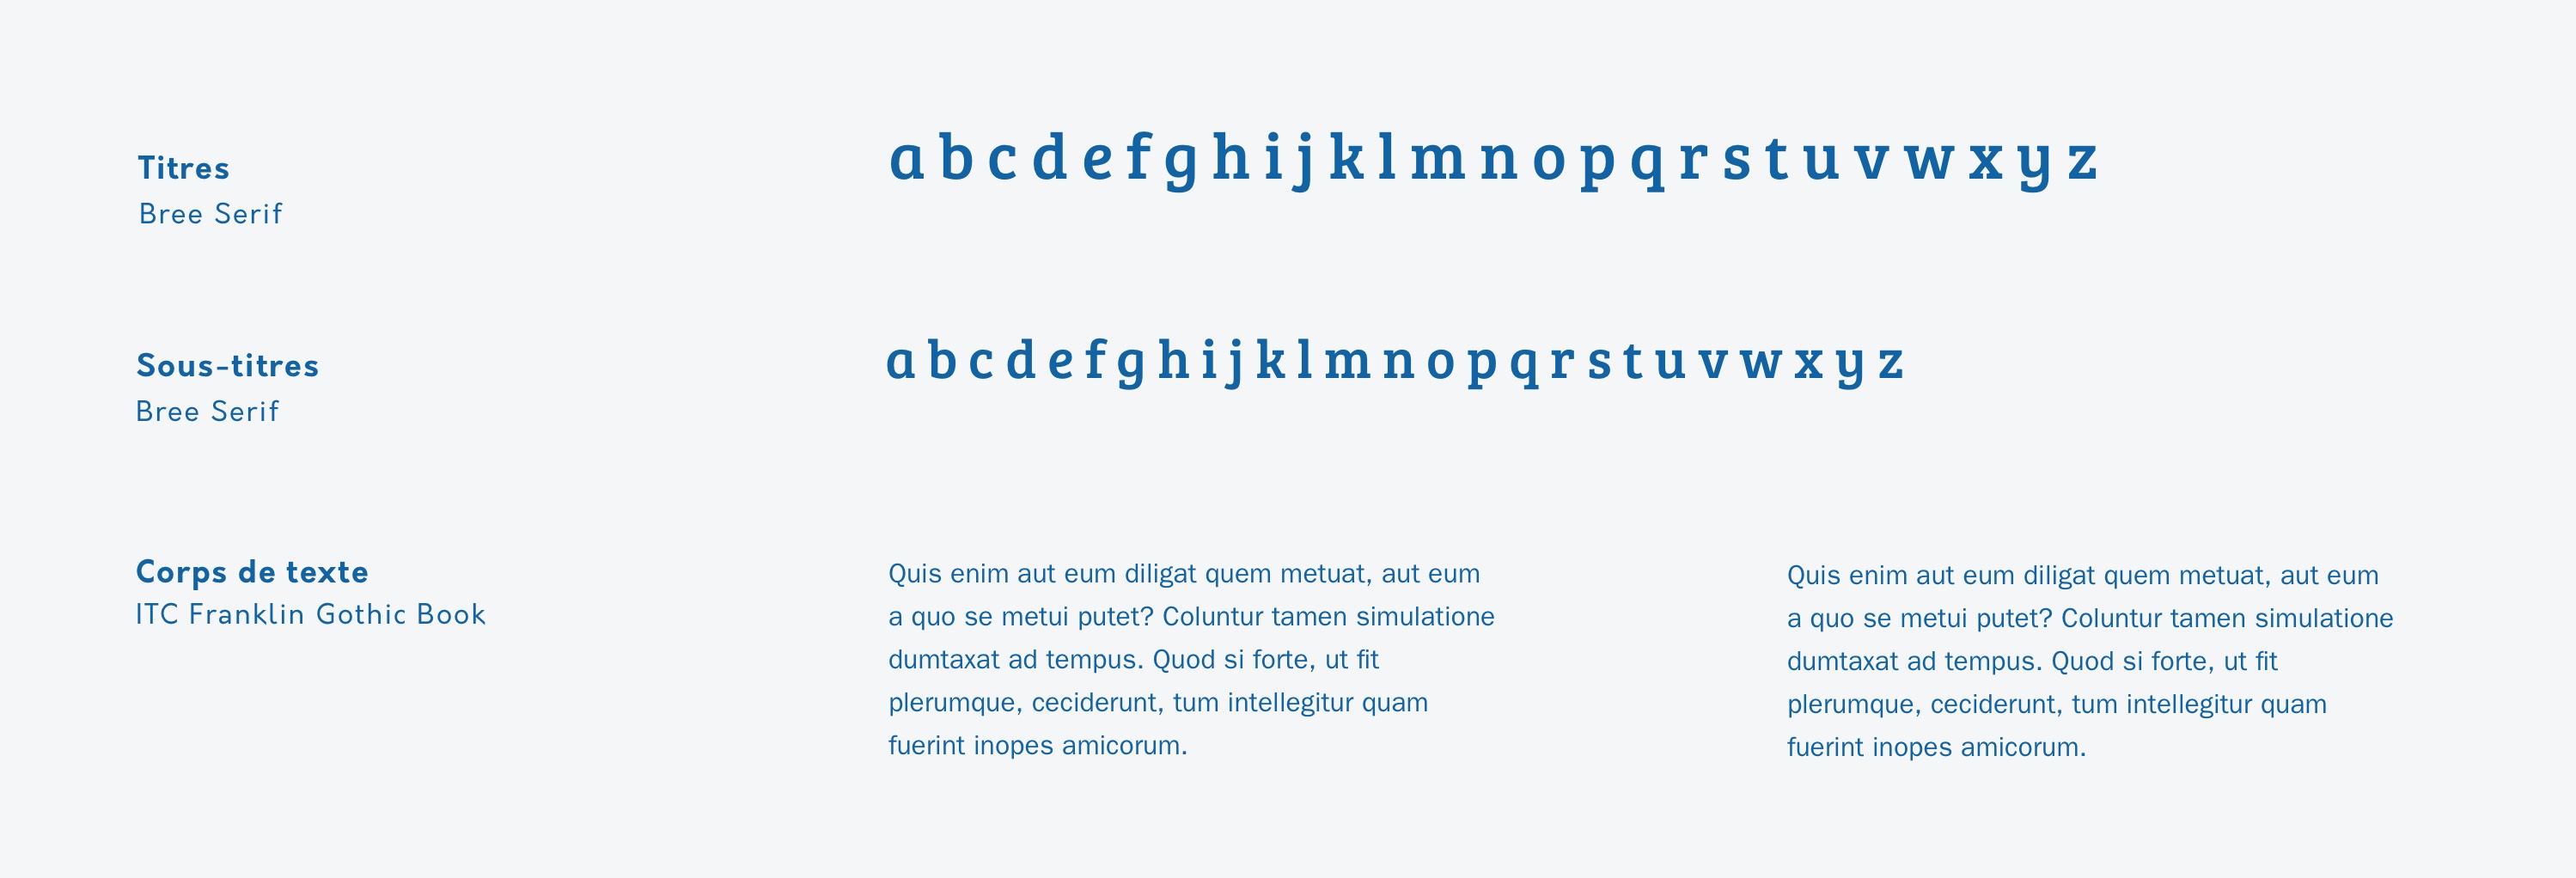 Titres
Bree Serif
a b c d e f g h i j k l m n o p q r s t u v w x y z
Sous-titres
Bree Serif
a b c d e f g h i j k l m n o p q r s t u v w x y z
Corps de texte
ITC Franklin Gothic Book
Quis enim aut eum diligat quem metuat, aut eum
a quo se metui putet? Coluntur tamen simulatione
dumtaxat ad tempus. Quod si forte, ut fit
plerumque, ceciderunt, tum intellegitur quam
fuerint inopes amicorum.
Quis enim aut eum diligat quem metuat, aut eum
a quo se metui putet? Coluntur tamen simulatione
dumtaxat ad tempus. Quod si forte, ut fit
plerumque, ceciderunt, tum intellegitur quam
fuerint inopes amicorum.